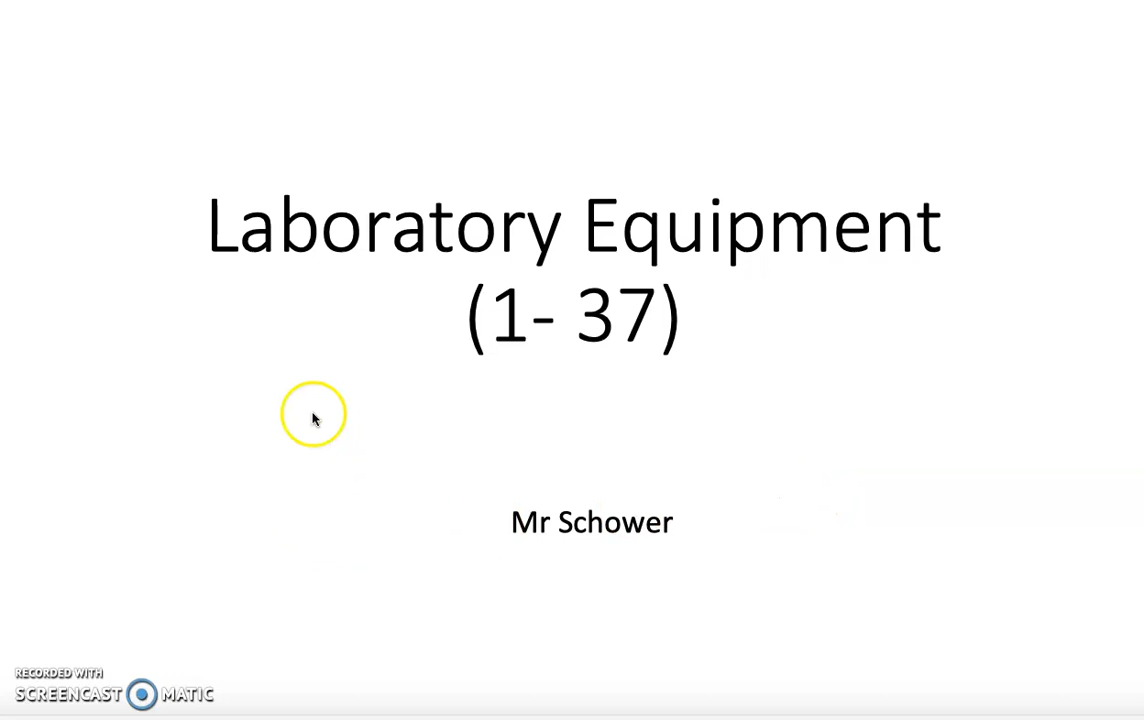 Laboratory Equipment
(1- 37)
Mr Schower
RECORDED WITH
SCREENCAST MATIC